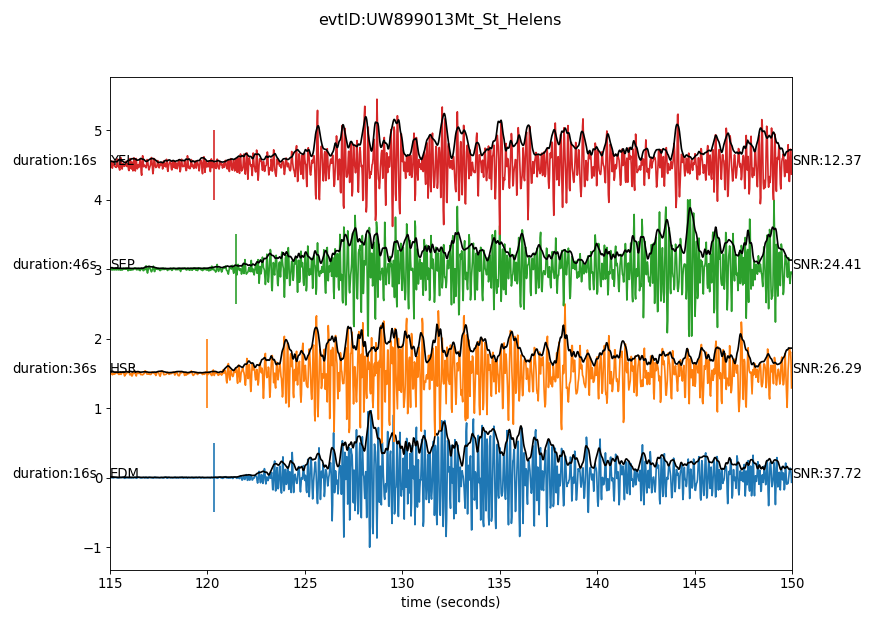 evtID:UW899013Mt_St_Helens
5
duration:16s YEL SNR:12.37
4
duration:46s 3 SEP SNR:24.41
2
duration:36s HSR SNR:26.29
1
duration:16s 0 EDM SNR:37.72
−1
115 120 125 130 135 140 145 150
time (seconds)